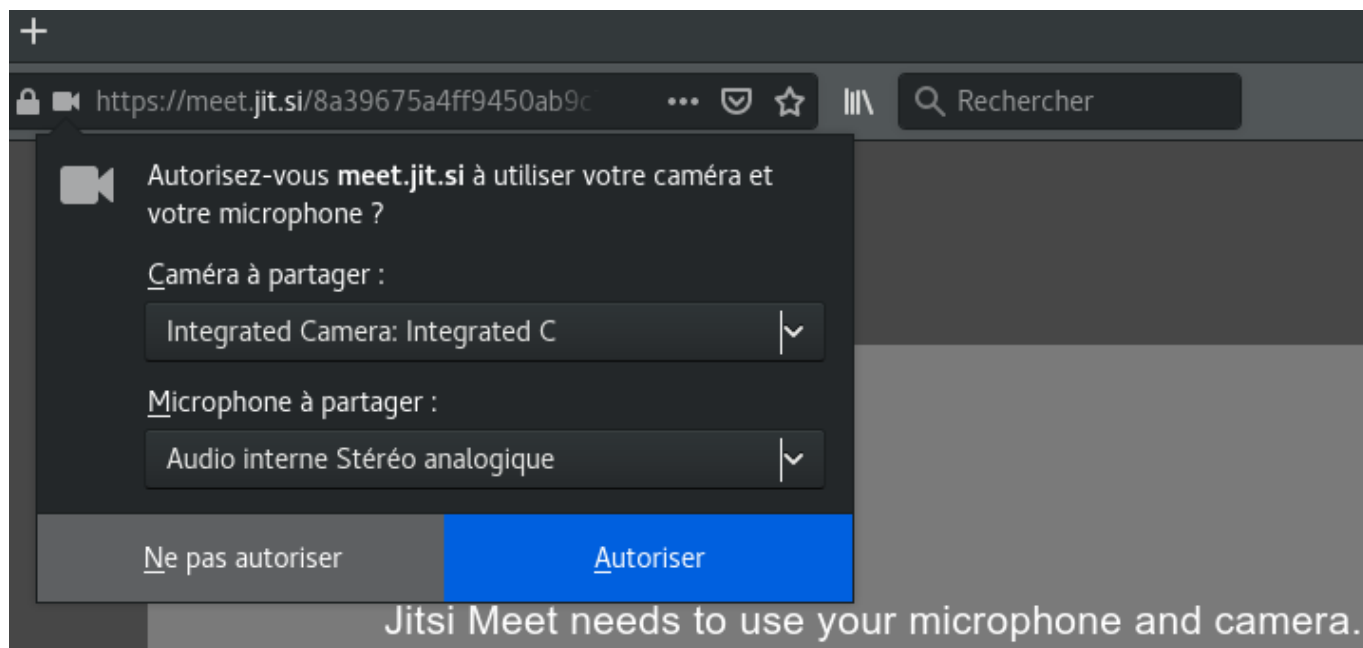 https://meet.jit.si/8a39675a4ff9450ab9c
Rechercher
Autorisez-vous meet.jit.si à utiliser votre caméra et
votre microphone ?
Caméra à partager :
Integrated Camera: Integrated C
Microphone à partager :
Audio interne Stéréo analogique
Ne pas autoriser
Autoriser
Jitsi Meet needs to use your microphone and camera.